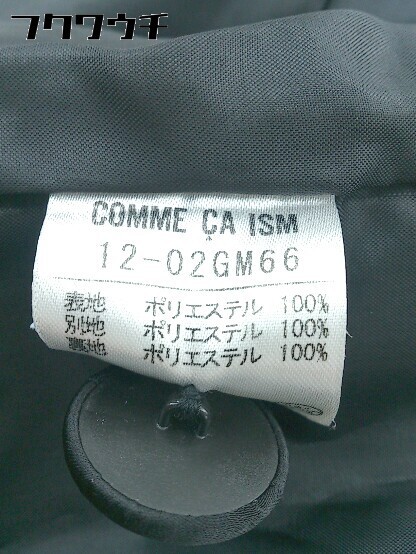 フクワウチ
COMME ÇA ISM
12-02GM66
表地 ポリエステル 100%
別地 ポリエステル 100%
裏地 ポリエステル 100%